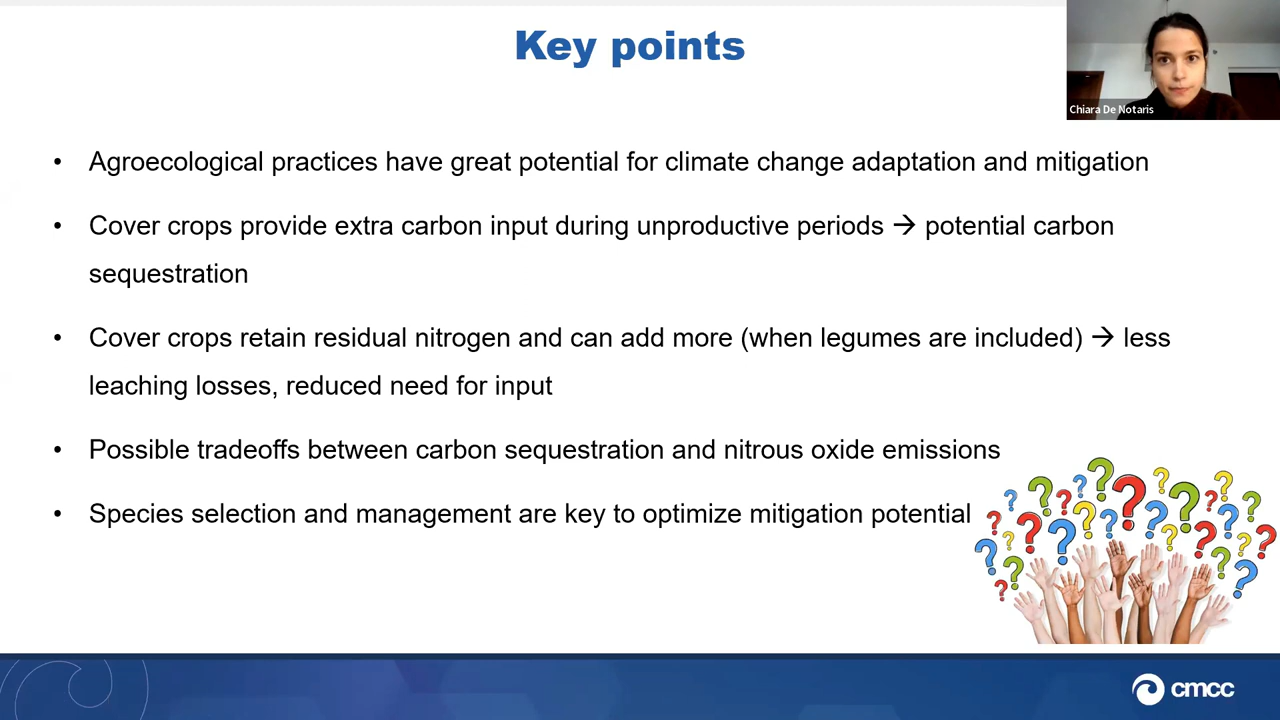 Key points
Chiara De Notaris
• Agroecological practices have great potential for climate change adaptation and mitigation
• Cover crops provide extra carbon input during unproductive periods → potential carbon
sequestration
• Cover crops retain residual nitrogen and can add more (when legumes are included) → less
leaching losses, reduced need for input
• Possible tradeoffs between carbon sequestration and nitrous oxide emissions
• Species selection and management are key to optimize mitigation potential
cmcc